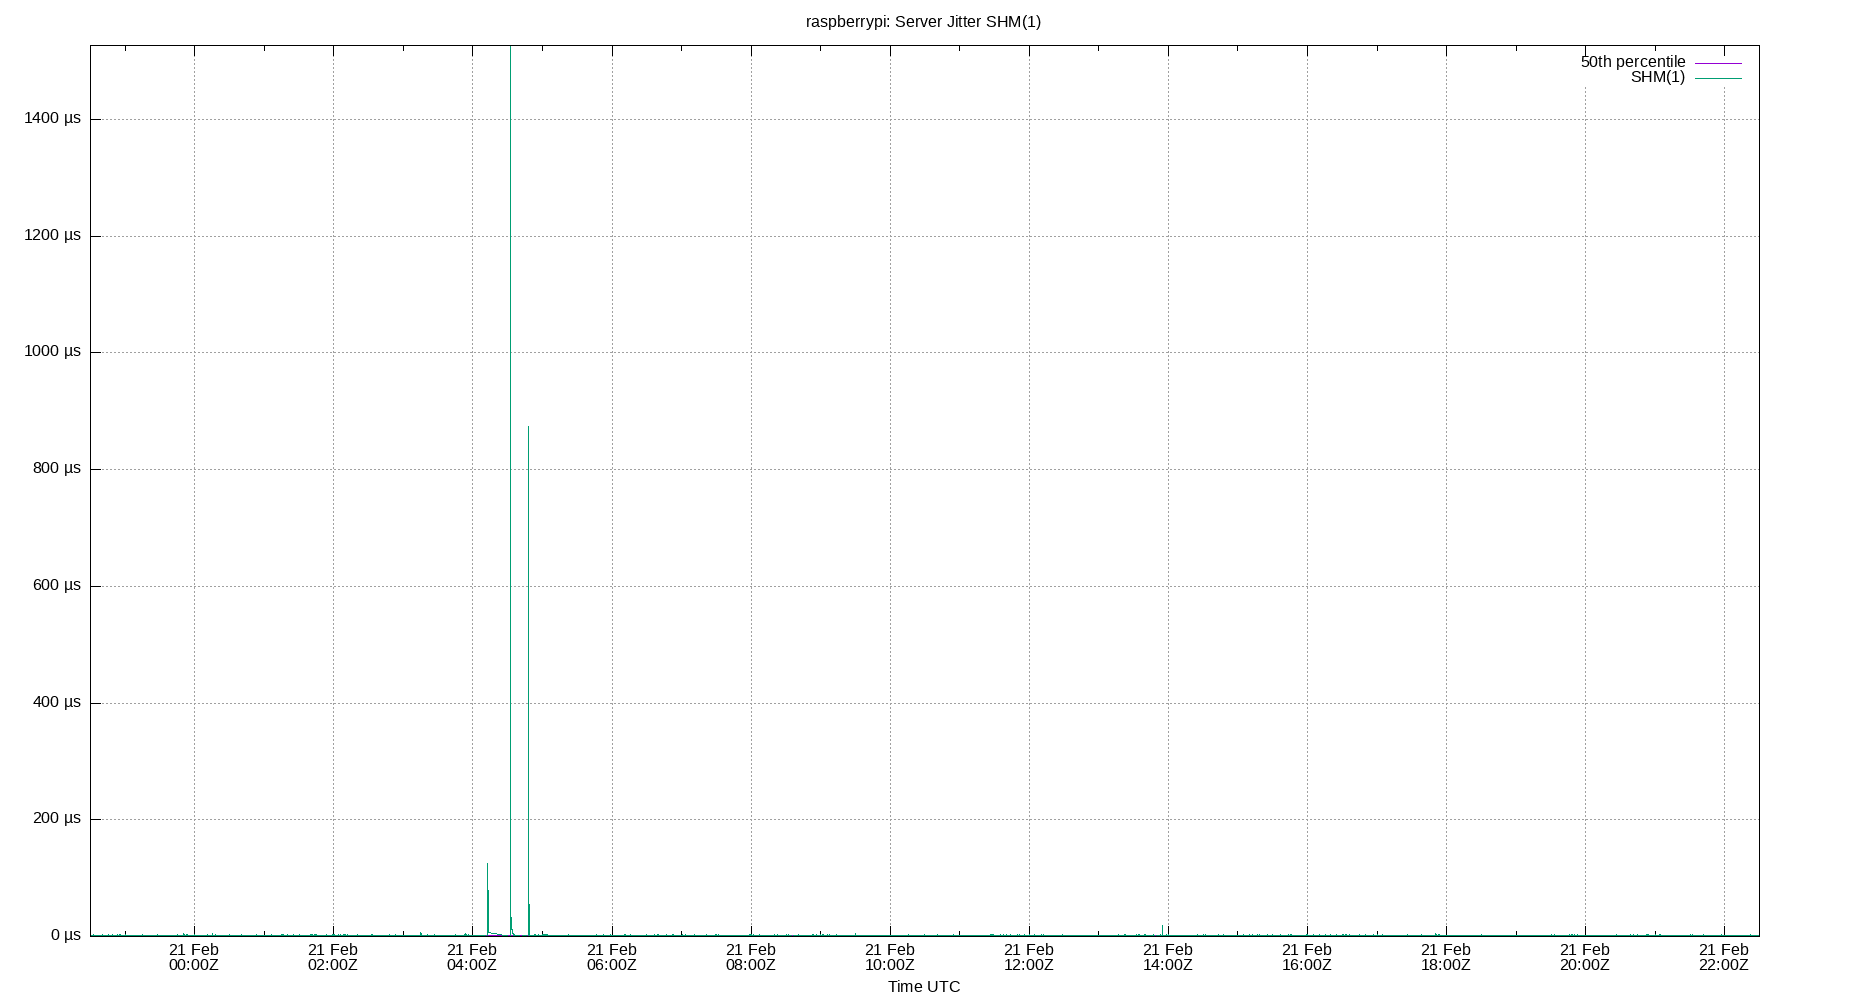 raspberrypi: Server Jitter SHM(1)
50th percentile
SHM(1)
1400 µs
1200 µs
1000 µs
800 µs
600 µs
400 µs
200 µs
0 µs
21 Feb 21 Feb 21 Feb 21 Feb 21 Feb 21 Feb 21 Feb 21 Feb 21 Feb 21 Feb 21 Feb 21 Feb
00:00Z 02:00Z 04:00Z 06:00Z 08:00Z 10:00Z 12:00Z 14:00Z 16:00Z 18:00Z 20:00Z 22:00Z
Time UTC